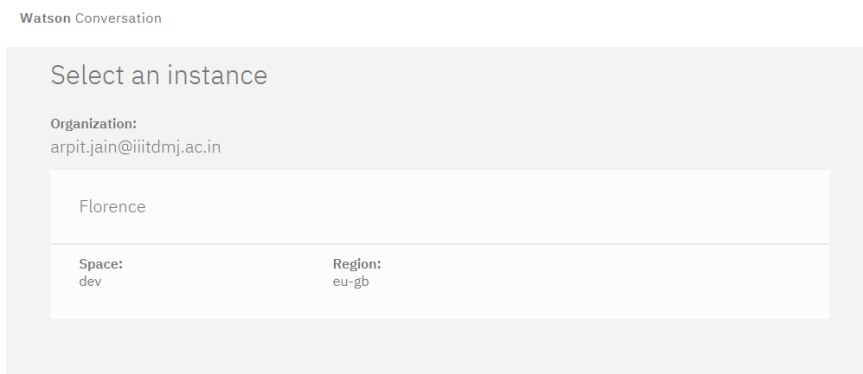 Watson Conversation
Select an instance
Organization:
arpit.jain@iiitdmj.ac.in
Florence
Space: Region:
dev eu-gb